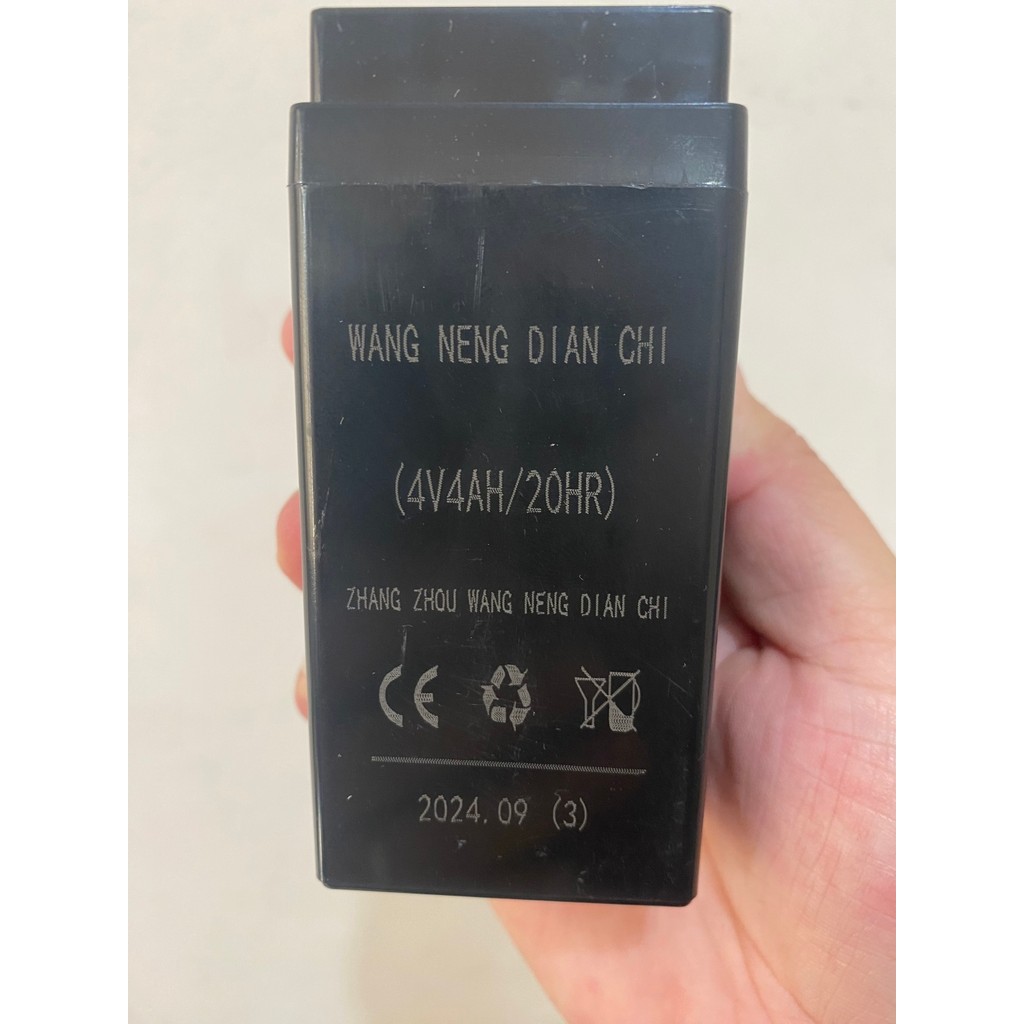 WANG NENG DIAN CHI
(4V4AH/20HR)
ZHANG ZHOU WANG NENG DIAN CHI
CE
2024.09 (3)